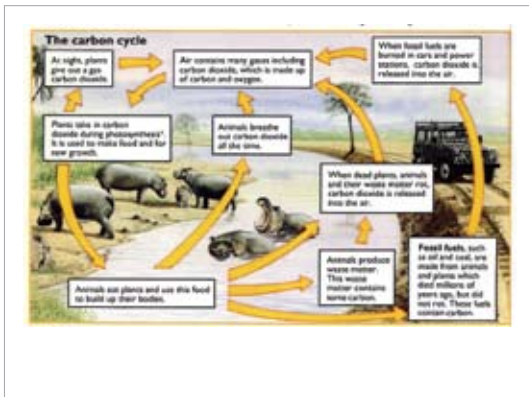 The carbon cycle
At night, plants
give out a gas
carbon dioxide.
Air contains many gases including
carbon dioxide, which is made up
of carbon and oxygen.
When fossil fuels are
burned in cars and power
stations, carbon dioxide is
released into the air.
Plants take in carbon
dioxide during photosynthesis*.
It is used to make food and for
new growth.
Animals breathe
out carbon dioxide
all the time.
When dead plants, animals
and their waste matter rot,
carbon dioxide is released
into the air.
Animals eat plants and use this food
to build up their bodies.
Animals produce
waste matter.
This waste
matter contains
some carbon.
Fossil fuels, such
as oil and coal, are
made from animals
and plants which
died millions of
years ago, but did
not rot. These fuels
contain carbon.